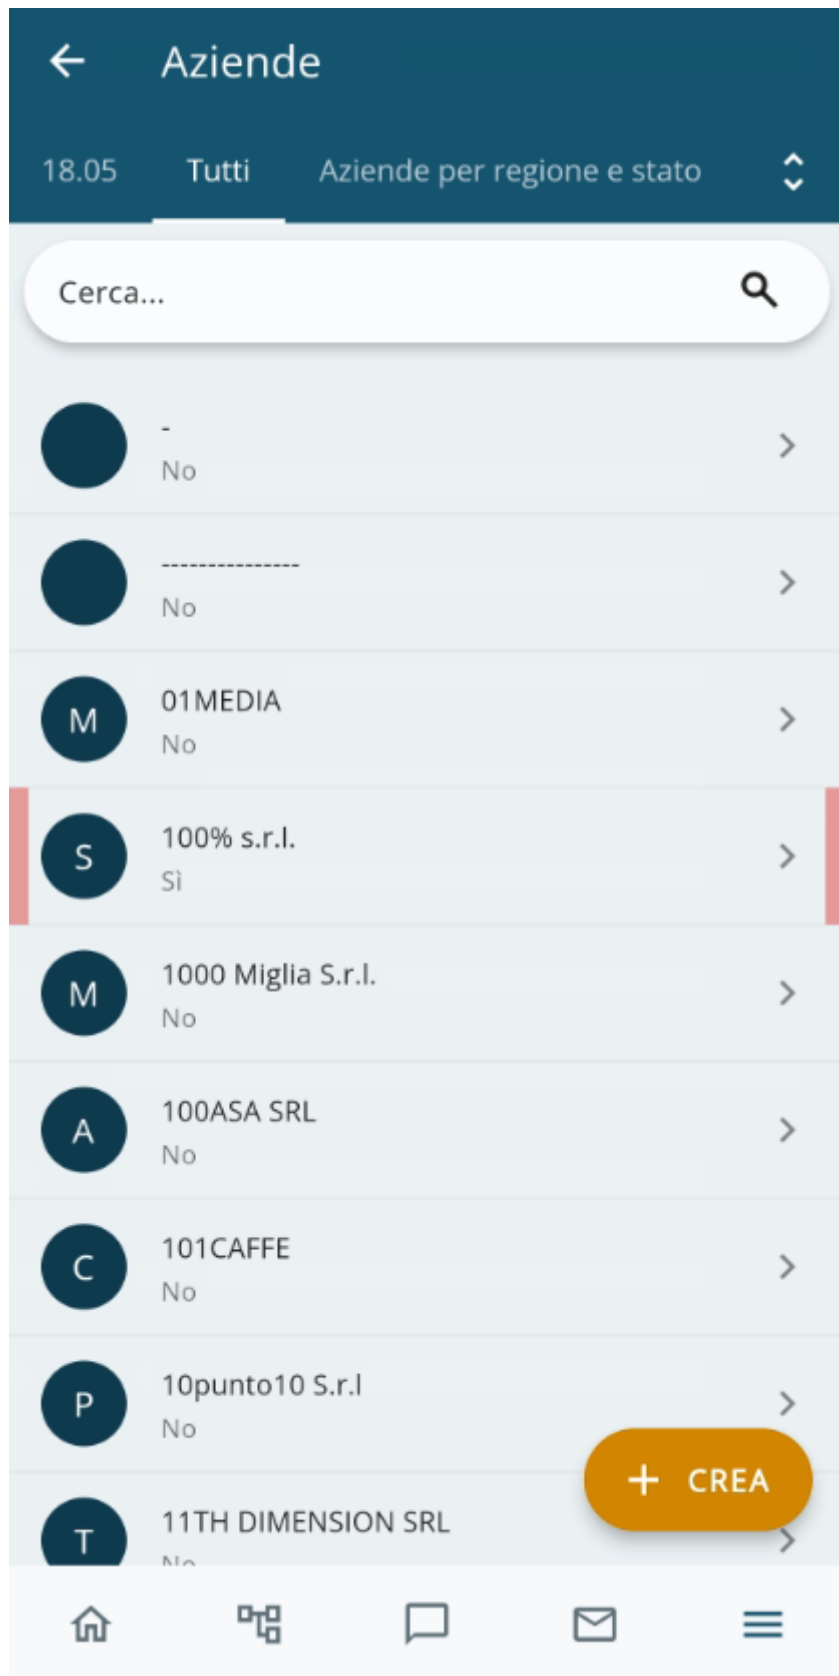 Aziende
18.05 Tutti Aziende per regione e stato
Cerca...
-
No
---------------
No
M 01MEDIA
No
S 100% s.r.l.
Sì
M 1000 Miglia S.r.l.
No
A 100ASA SRL
No
C 101CAFFE
No
P 10punto10 S.r.l
No
+ CREA
T 11TH DIMENSION SRL
No